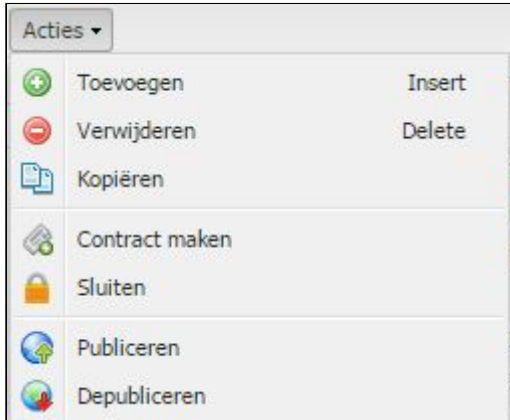 Acties
Toevoegen Insert
Verwijderen Delete
Kopiëren
Contract maken
Sluiten
Publiceren
Depubliceren